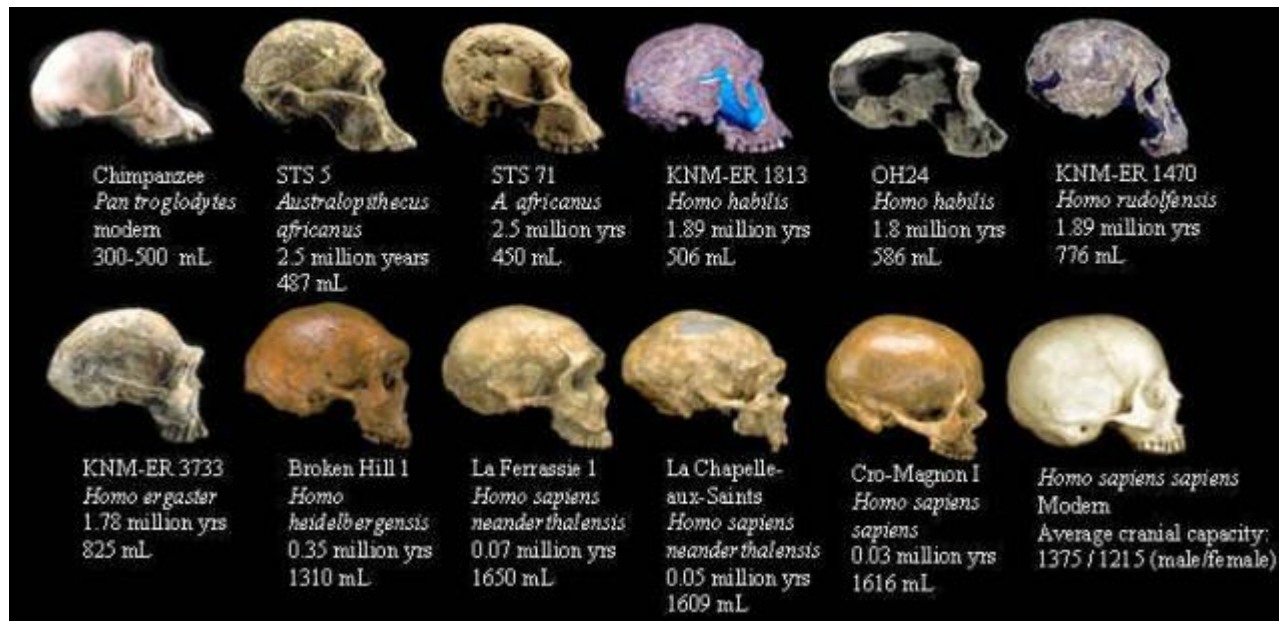 Chimpanzee
Pan troglodytes
modern
300-500 mL
STS 5
Australopithecus
africanus
2.5 million years
487 mL
STS 71
A africanus
2.5 million yrs
450 mL
KNM-ER 1813
Homo habilis
1.89 million yrs
506 mL
OH24
Homo habilis
1.8 million yrs
586 mL
KNM-ER 1470
Homo rudolfensis
1.89 million yrs
776 mL
KNM-ER 3733
Homo ergaster
1.78 million yrs
825 mL
Broken Hill 1
Homo
heidelbergensis
0.35 million yrs
1310 mL
La Ferrassie 1
Homo sapiens
neanderthalensis
0.07 million yrs
1650 mL
La Chapelle-
aux-Saints
Homo sapiens
neanderthalensis
0.05 million yrs
1609 mL
Cro-Magnon I
Homo sapiens
sapiens
0.03 million yrs
1616 mL
Homo sapiens sapiens
Modern
Average cranial capacity:
1375 / 1215 (male/female)